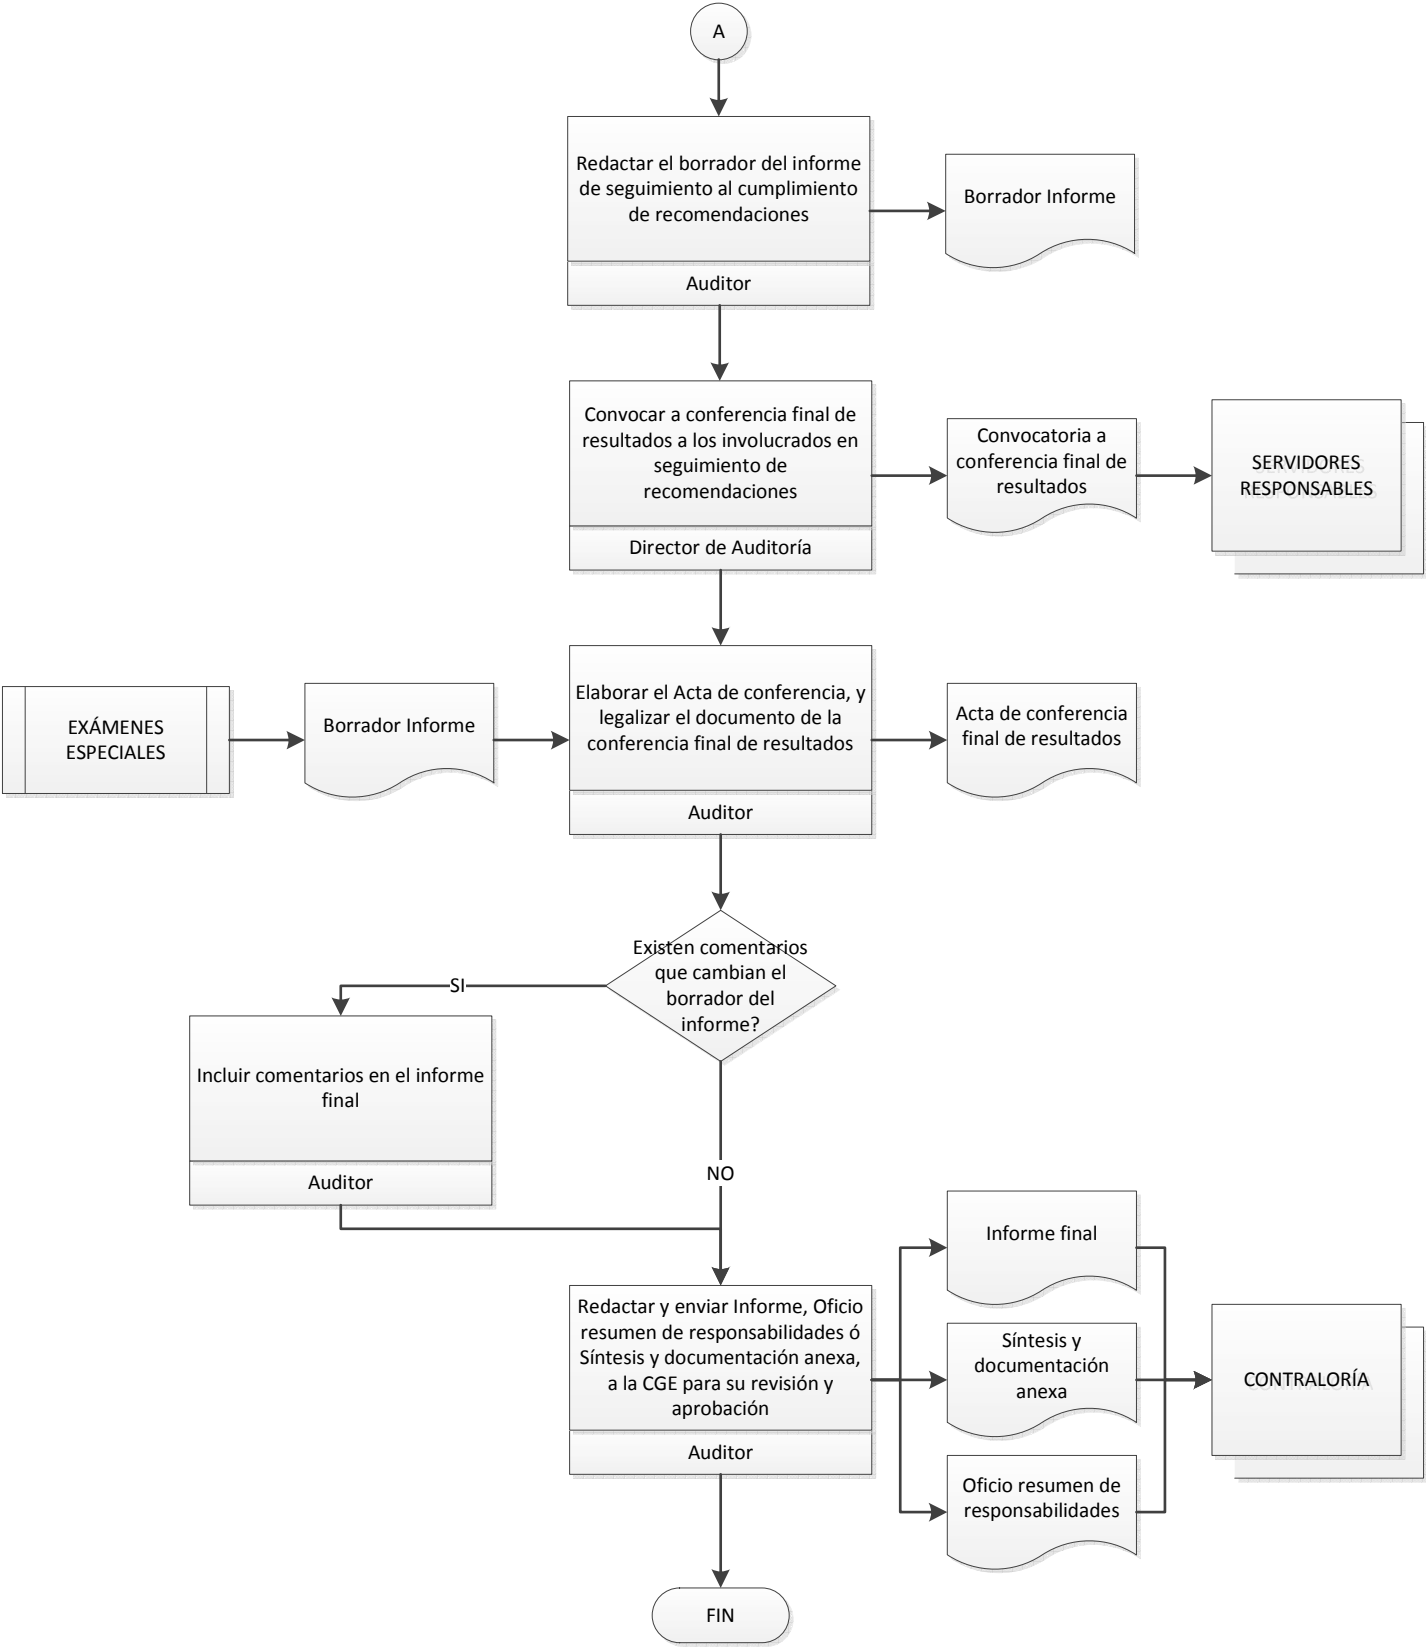 A
Redactar el borrador del informe
de seguimiento al cumplimiento
de recomendaciones
Auditor
Borrador Informe
Convocar a conferencia final de
resultados a los involucrados en
seguimiento de
recomendaciones
Director de Auditoría
Convocatoria a
conferencia final de
resultados
SERVIDORES
RESPONSABLES
EXÁMENES
ESPECIALES
Borrador Informe
Elaborar el Acta de conferencia, y
legalizar el documento de la
conferencia final de resultados
Auditor
Acta de conferencia
final de resultados
Existen comentarios
que cambian el
borrador del
informe?
SI
Incluir comentarios en el informe
final
Auditor
NO
Redactar y enviar Informe, Oficio
resumen de responsabilidades ó
Síntesis y documentación anexa,
a la CGE para su revisión y
aprobación
Auditor
Informe final
Síntesis y
documentación
anexa
Oficio resumen de
responsabilidades
CONTRALORÍA
FIN